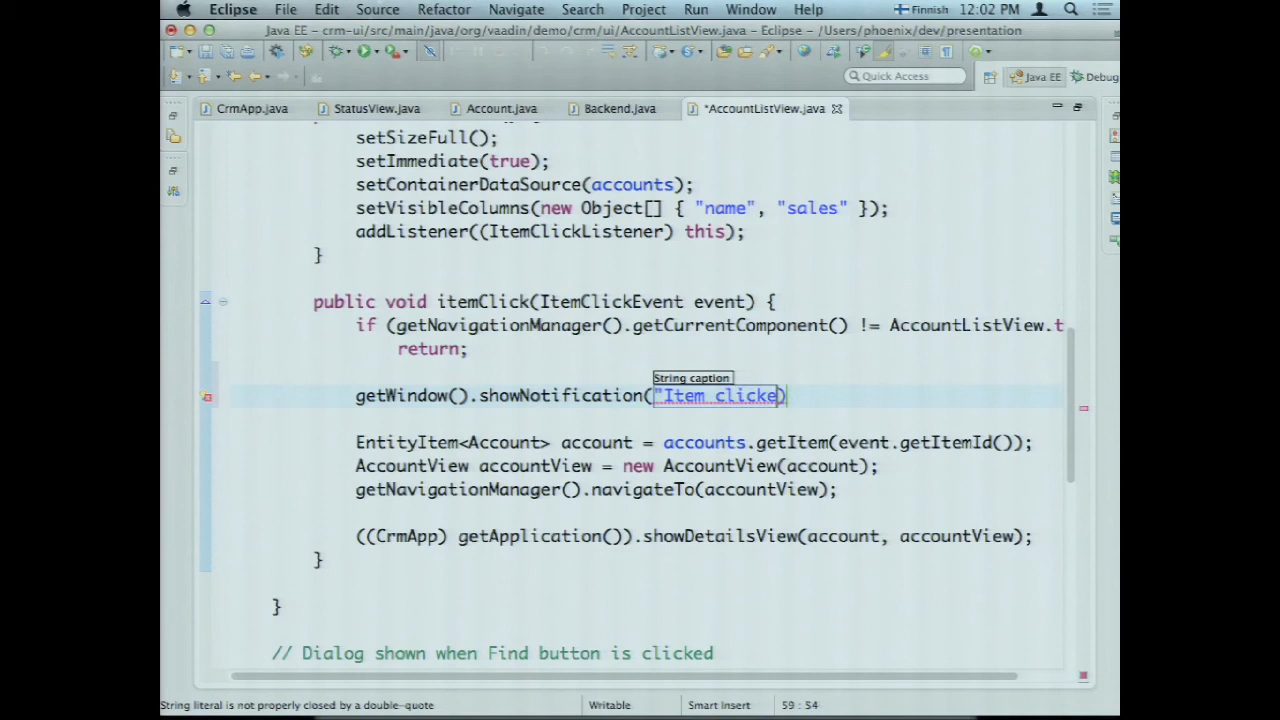 Eclipse File Edit Source Refactor Navigate Search Project Run Window Help Finnish 12:02 PM
Java EE - crm-ui/src/main/java/org/vaadin/demo/crm/ui/AccountListView.java - Eclipse - /Users/phoenix/dev/presentation
Quick Access Java EE Debug
CrmApp.java StatusView.java Account.java Backend.java *AccountListView.java
setSizeFull();
setImmediate(true);
setContainerDataSource(accounts);
setVisibleColumns(new Object[] { "name", "sales" });
addListener((ItemClickListener) this);
}
public void itemClick(ItemClickEvent event) {
if (getNavigationManager().getCurrentComponent() != AccountListView.t
return;
String caption
getWindow().showNotification("Item clicke)
EntityItem<Account> account = accounts.getItem(event.getItemId());
AccountView accountView = new AccountView(account);
getNavigationManager().navigateTo(accountView);
((CrmApp) getApplication()).showDetailsView(account, accountView);
}
}
// Dialog shown when Find button is clicked
String literal is not properly closed by a double-quote Writable Smart Insert 59 : 54